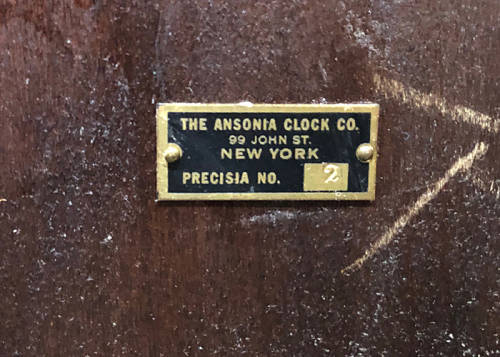 THE ANSONIA CLOCK CO.
99 JOHN ST.
NEW YORK
PRECISIA NO. 2